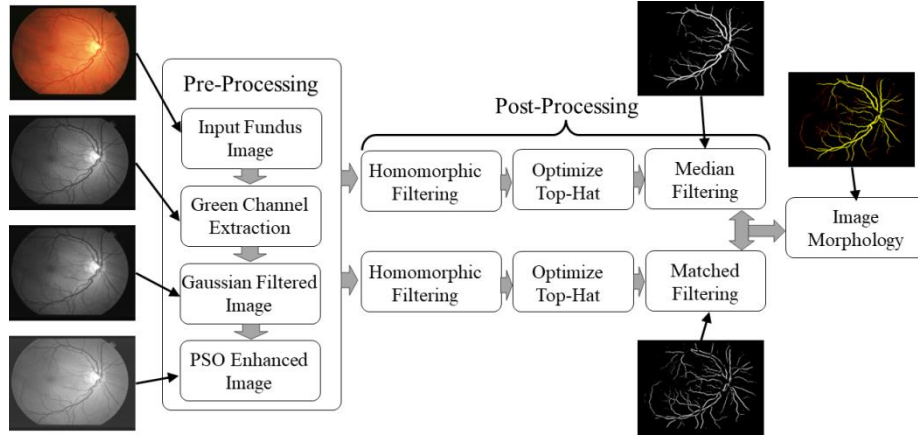 Pre-Processing
Input Fundus
Image
Green Channel
Extraction
Gaussian Filtered
Image
PSO Enhanced
Image
Post-Processing
Homomorphic
Filtering
Optimize
Top-Hat
Median
Filtering
Homomorphic
Filtering
Optimize
Top-Hat
Matched
Filtering
Image
Morphology